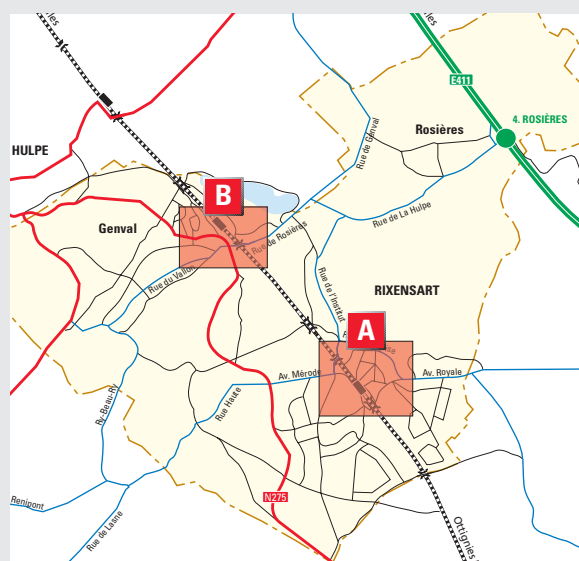 E411
4. ROSIÈRES
Rosières
HULPE
Rue de Genval
B
Rue de La Hulpe
Genval
Rue de Rosières
Rue du Vallon
Rue de l'Institut
RIXENSART
A
Av. Mérode
Av. Royale
Rue Haute
Ry-Beau-Ry
N275
Renipont
Rue de Lasne
Ottignies